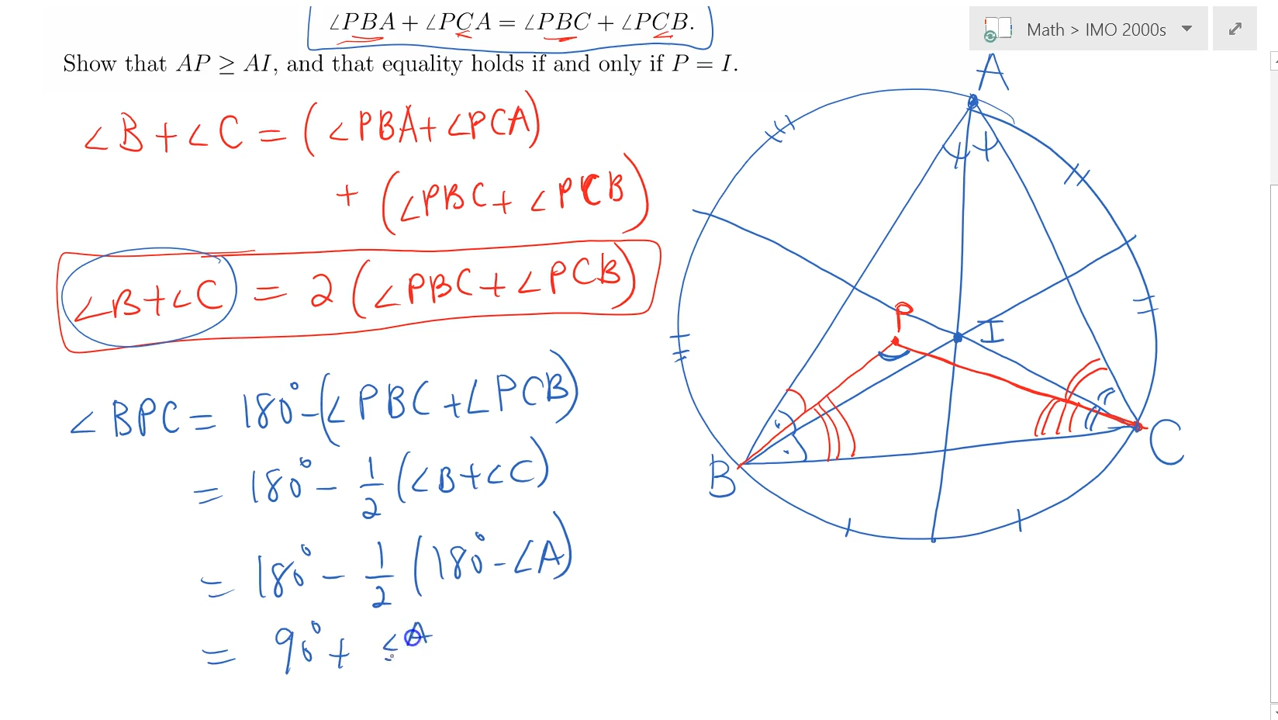 ∠PBA + ∠PCA = ∠PBC + ∠PCB.
Show that AP ≥ AI, and that equality holds if and only if P = I.
Math > IMO 2000s
∠B + ∠C = (∠PBA + ∠PCA)
+ (∠PBC + ∠PCB)
∠B + ∠C = 2 (∠PBC + ∠PCB)
∠BPC = 180° - (∠PBC + ∠PCB)
= 180° - 1/2 (∠B + ∠C)
= 180° - 1/2 (180° - ∠A)
= 90° + ∠A
A
P
I
B
C